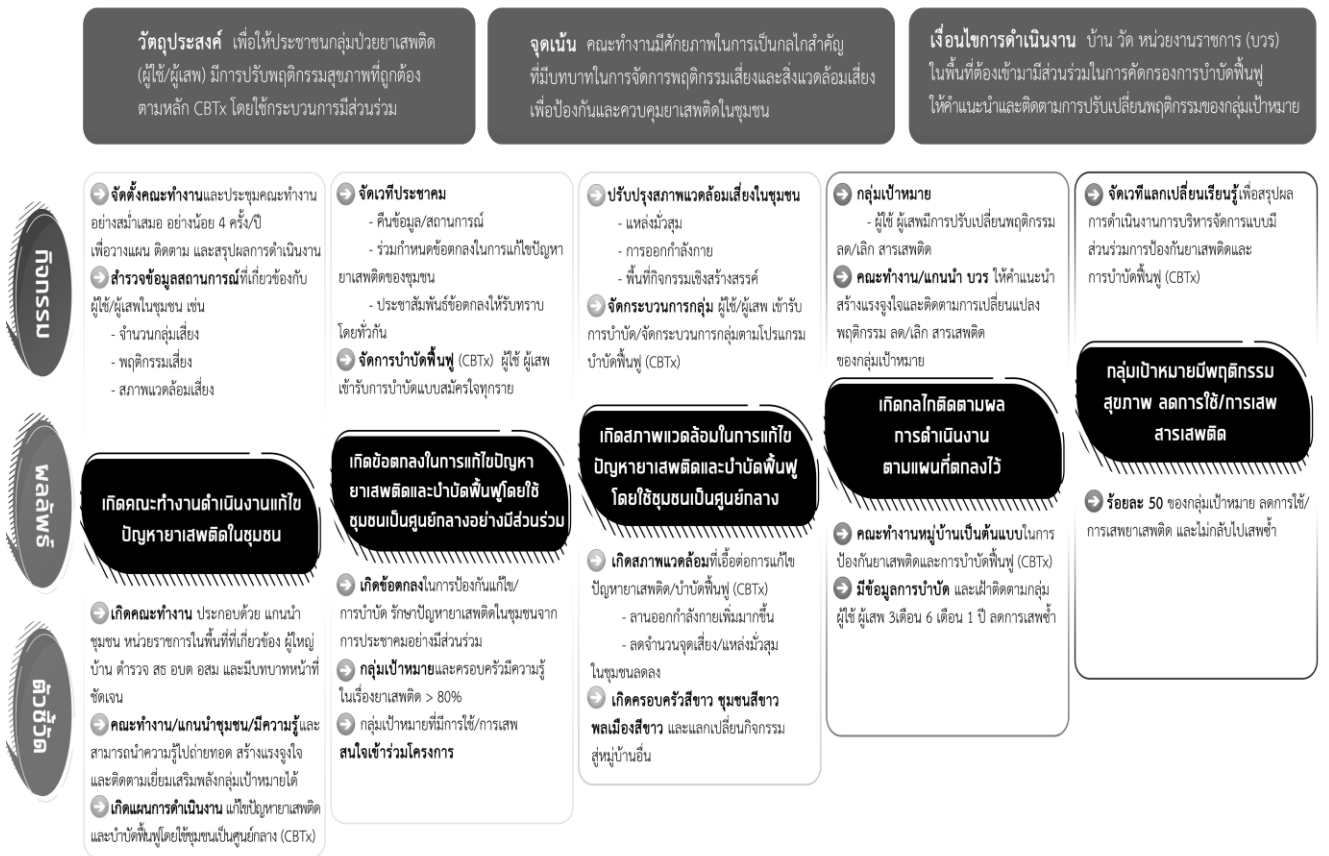 วัตถุประสงค์ เพื่อให้ประชาชนกลุ่มป่วยยาเสพติด
(ผู้ใช้/ผู้เสพ) มีการปรับพฤติกรรมสุขภาพที่ถูกต้อง
ตามหลัก CBTx โดยใช้กระบวนการมีส่วนร่วม
จุดเน้น คณะทำงานมีศักยภาพในการเป็นกลไกสำคัญ
ที่มีบทบาทในการจัดการพฤติกรรมเสี่ยงและสิ่งแวดล้อมเสี่ยง
เพื่อป้องกันและควบคุมยาเสพติดในชุมชน
เงื่อนไขการดำเนินงาน บ้าน วัด หน่วยงานราชการ (บวร)
ในพื้นที่ต้องเข้ามามีส่วนร่วมในการคัดกรองการบำบัดฟื้นฟู
ให้คำแนะนำและติดตามการปรับเปลี่ยนพฤติกรรมของกลุ่มเป้าหมาย
กิจกรรม
ผลลัพธ์
ตัวชี้วัด
จัดตั้งคณะทำงานและประชุมคณะทำงาน
อย่างสม่ำเสมอ อย่างน้อย 4 ครั้ง/ปี
เพื่อวางแผน ติดตาม และสรุปผลการดำเนินงาน
สำรวจข้อมูลสถานการณ์ที่เกี่ยวข้องกับ
ผู้ใช้/ผู้เสพในชุมชน เช่น
- จำนวนกลุ่มเสี่ยง
- พฤติกรรมเสี่ยง
- สภาพแวดล้อมเสี่ยง
เกิดคณะทำงานดำเนินงานแก้ไข
ปัญหายาเสพติดในชุมชน
เกิดคณะทำงาน ประกอบด้วย แกนนำ
ชุมชน หน่วยราชการในพื้นที่ที่เกี่ยวข้อง ผู้ใหญ่
บ้าน ตำรวจ สธ อบต อสม และมีบทบาทหน้าที่
ชัดเจน
คณะทำงาน/แกนนำชุมชน/มีความรู้และ
สามารถนำความรู้ไปถ่ายทอด สร้างแรงจูงใจ
และติดตามเยี่ยมเสริมพลังกลุ่มเป้าหมายได้
เกิดแผนการดำเนินงาน แก้ไขปัญหายาเสพติด
และบำบัดฟื้นฟูโดยใช้ชุมชนเป็นศูนย์กลาง (CBTx)
จัดเวทีประชาคม
- คืนข้อมูล/สถานการณ์
- ร่วมกำหนดข้อตกลงในการแก้ไขปัญหา
ยาเสพติดของชุมชน
- ประชาสัมพันธ์ข้อตกลงให้รับทราบ
โดยทั่วกัน
จัดการบำบัดฟื้นฟู (CBTx) ผู้ใช้ ผู้เสพ
เข้ารับการบำบัดแบบสมัครใจทุกราย
เกิดข้อตกลงในการแก้ไขปัญหา
ยาเสพติดและบำบัดฟื้นฟูโดยใช้
ชุมชนเป็นศูนย์กลางอย่างมีส่วนร่วม
เกิดข้อตกลงในการป้องกันแก้ไข/
การบำบัด รักษาปัญหายาเสพติดในชุมชนจาก
การประชาคมอย่างมีส่วนร่วม
กลุ่มเป้าหมายและครอบครัวมีความรู้
ในเรื่องยาเสพติด > 80%
กลุ่มเป้าหมายที่มีการใช้/การเสพ
สนใจเข้าร่วมโครงการ
ปรับปรุงสภาพแวดล้อมเสี่ยงในชุมชน
- แหล่งมั่วสุม
- การออกกำลังกาย
- พื้นที่กิจกรรมเชิงสร้างสรรค์
จัดกระบวนการกลุ่ม ผู้ใช้/ผู้เสพ เข้ารับ
การบำบัด/จัดกระบวนการกลุ่มตามโปรแกรม
บำบัดฟื้นฟู (CBTx)
เกิดสภาพแวดล้อมในการแก้ไข
ปัญหายาเสพติดและบำบัดฟื้นฟู
โดยใช้ชุมชนเป็นศูนย์กลาง
เกิดสภาพแวดล้อมที่เอื้อต่อการแก้ไข
ปัญหายาเสพติด/บำบัดฟื้นฟู (CBTx)
- ลานออกกำลังกายเพิ่มมากขึ้น
- ลดจำนวนจุดเสี่ยง/แหล่งมั่วสุม
ในชุมชนลดลง
เกิดครอบครัวสีขาว ชุมชนสีขาว
พลเมืองสีขาว และแลกเปลี่ยนกิจกรรม
สู่หมู่บ้านอื่น
กลุ่มเป้าหมาย
- ผู้ใช้ ผู้เสพมีการปรับเปลี่ยนพฤติกรรม
ลด/เลิก สารเสพติด
คณะทำงาน/แกนนำ บวร ให้คำแนะนำ
สร้างแรงจูงใจและติดตามการเปลี่ยนแปลง
พฤติกรรม ลด/เลิก สารเสพติด
ของกลุ่มเป้าหมาย
เกิดกลไกติดตามผล
การดำเนินงาน
ตามแผนที่ตกลงไว้
คณะทำงานหมู่บ้านเป็นต้นแบบในการ
ป้องกันยาเสพติดและการบำบัดฟื้นฟู (CBTx)
มีข้อมูลการบำบัด และเฝ้าติดตามกลุ่ม
ผู้ใช้ ผู้เสพ 3เดือน 6 เดือน 1 ปี ลดการเสพซ้ำ
จัดเวทีแลกเปลี่ยนเรียนรู้เพื่อสรุปผล
การดำเนินงานการบริหารจัดการแบบมี
ส่วนร่วมการป้องกันยาเสพติดและ
การบำบัดฟื้นฟู (CBTx)
กลุ่มเป้าหมายมีพฤติกรรม
สุขภาพ ลดการใช้/การเสพ
สารเสพติด
ร้อยละ 50 ของกลุ่มเป้าหมาย ลดการใช้/
การเสพยาเสพติด และไม่กลับไปเสพซ้ำ